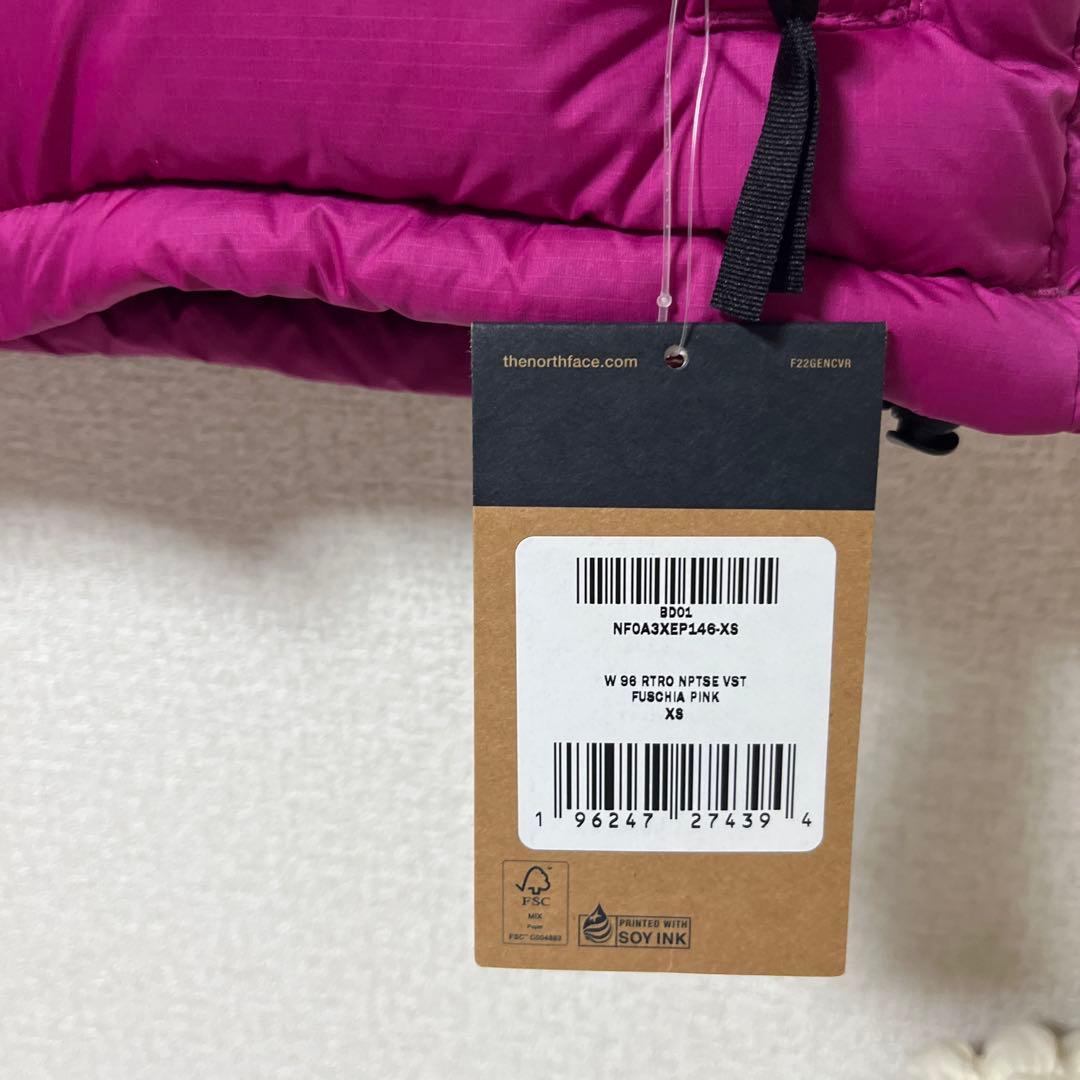 thenorthface.com
F22GENCVR
BD01
NF0A3XEP146-XS
W 96 RTRO NPTSE VST
FUSCHIA PINK
XS
1 96247 27439 4
FSC
MIX
Paper
PRINTED WITH
SOY INK